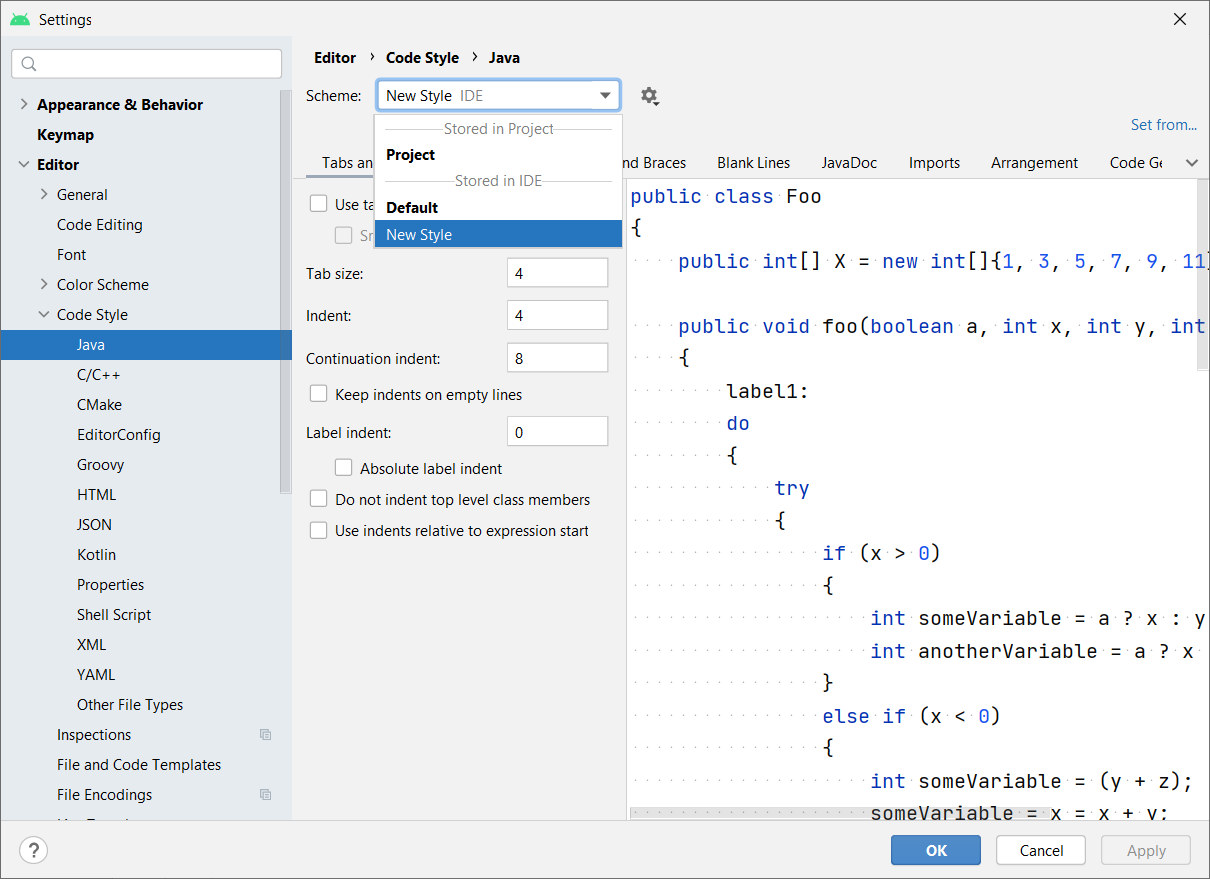 Settings
Appearance & Behavior
Keymap
Editor
General
Code Editing
Font
Color Scheme
Code Style
Java
C/C++
CMake
EditorConfig
Groovy
HTML
JSON
Kotlin
Properties
Shell Script
XML
YAML
Other File Types
Inspections
File and Code Templates
File Encodings
Editor › Code Style › Java
Scheme: New Style IDE
Stored in Project
Project
Stored in IDE
Default
New Style
Set from...
Tabs an nd Braces Blank Lines JavaDoc Imports Arrangement Code Ge
Use ta
Tab size: 4
Indent: 4
Continuation indent: 8
Keep indents on empty lines
Label indent: 0
Absolute label indent
Do not indent top level class members
Use indents relative to expression start
public class Foo
{
public int[] X = new int[]{1, 3, 5, 7, 9, 11
public void foo(boolean a, int x, int y, int
{
label1:
do
{
try
{
if (x > 0)
{
int someVariable = a ? x : y
int anotherVariable = a ? x
}
else if (x < 0)
{
int someVariable = (y + z);
someVariable = x = x + y;
?
OK Cancel Apply